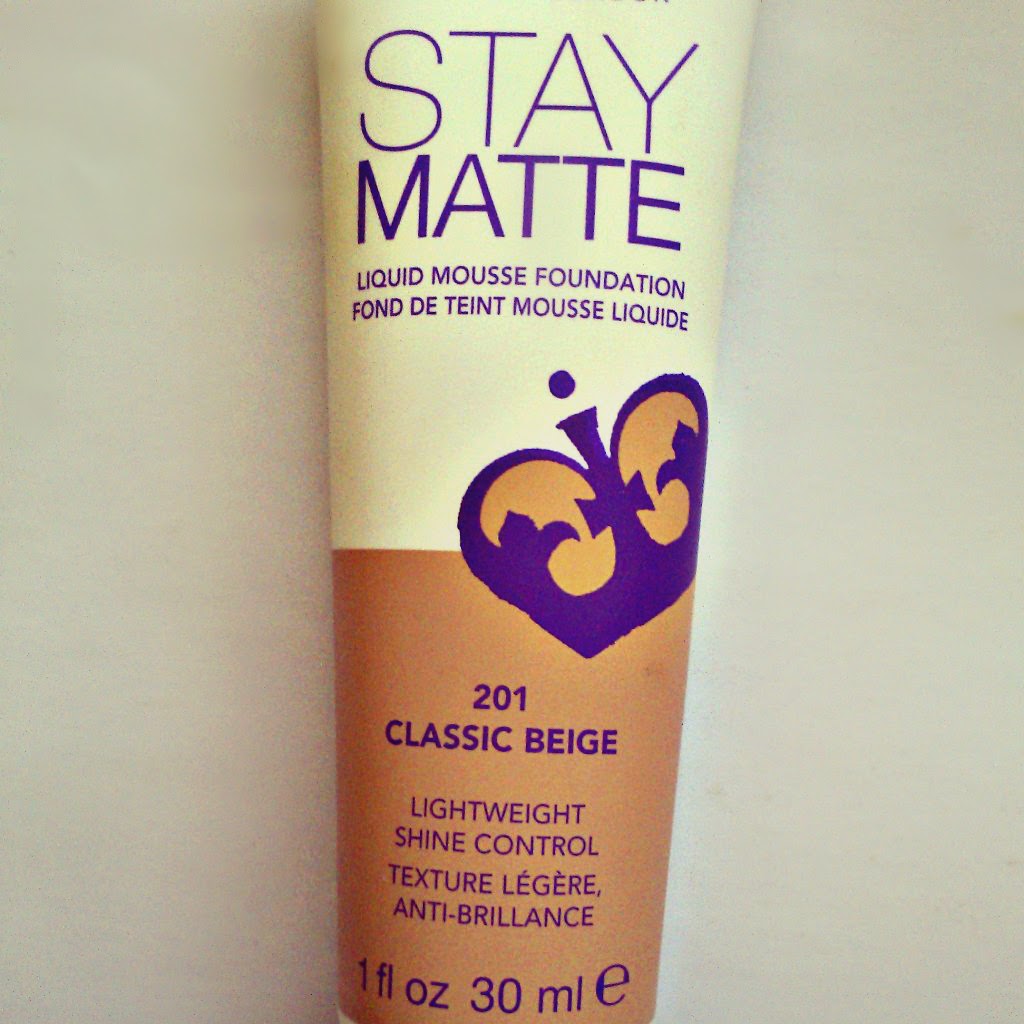 STAY
MATTE
LIQUID MOUSSE FOUNDATION
FOND DE TEINT MOUSSE LIQUIDE
201
CLASSIC BEIGE
LIGHTWEIGHT
SHINE CONTROL
TEXTURE LÉGÈRE,
ANTI-BRILLANCE
1 fl oz 30 ml e